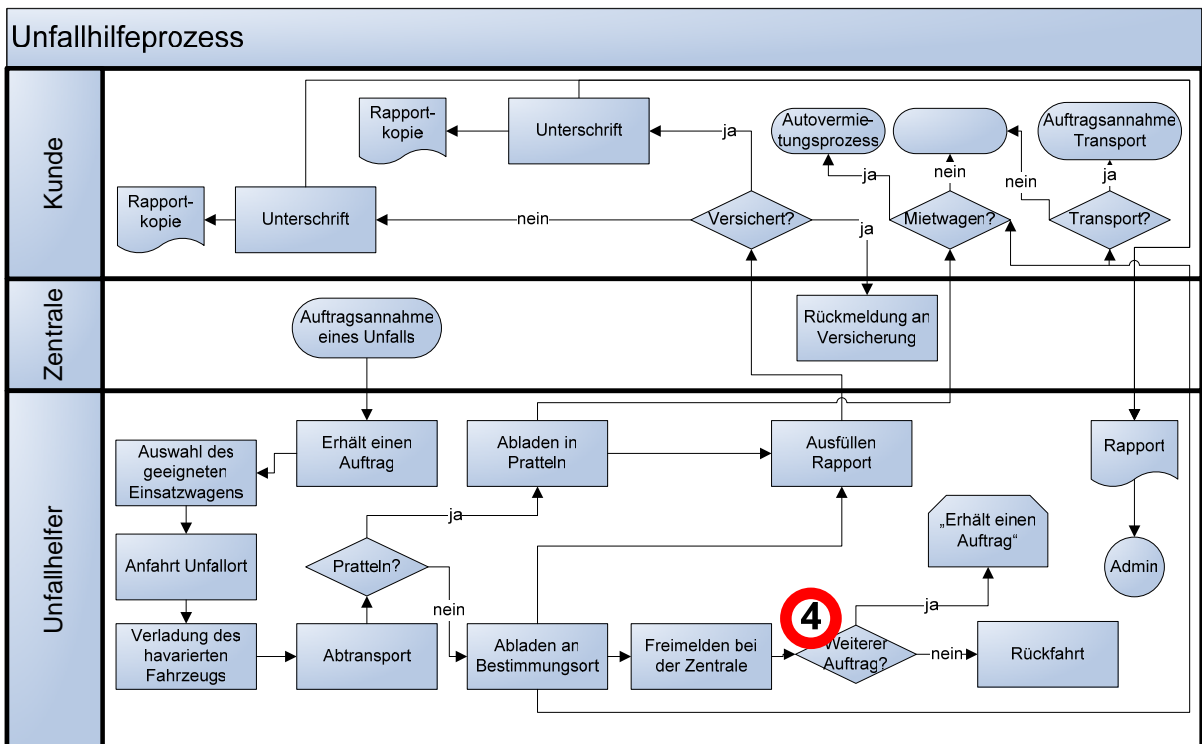 Unfallhilfeprozess
Kunde
Rapport-
kopie
Unterschrift
ja
Autovermie-
tungsprozess
Auftragsannahme
Transport
ja
nein
nein
ja
Rapport-
kopie
Unterschrift
nein
Versichert?
ja
Mietwagen?
Transport?
Zentrale
Auftragsannahme
eines Unfalls
Rückmeldung an
Versicherung
Unfallhelfer
Auswahl des
geeigneten
Einsatzwagens
Erhält einen
Auftrag
Abladen in
Pratteln
Ausfüllen
Rapport
Rapport
ja
„Erhält einen
Auftrag“
Anfahrt Unfallort
Pratteln?
Admin
nein
4
ja
Verladung des
havarierten
Fahrzeugs
Abtransport
Abladen an
Bestimmungsort
Freimelden bei
der Zentrale
Weiterer
Auftrag?
nein
Rückfahrt